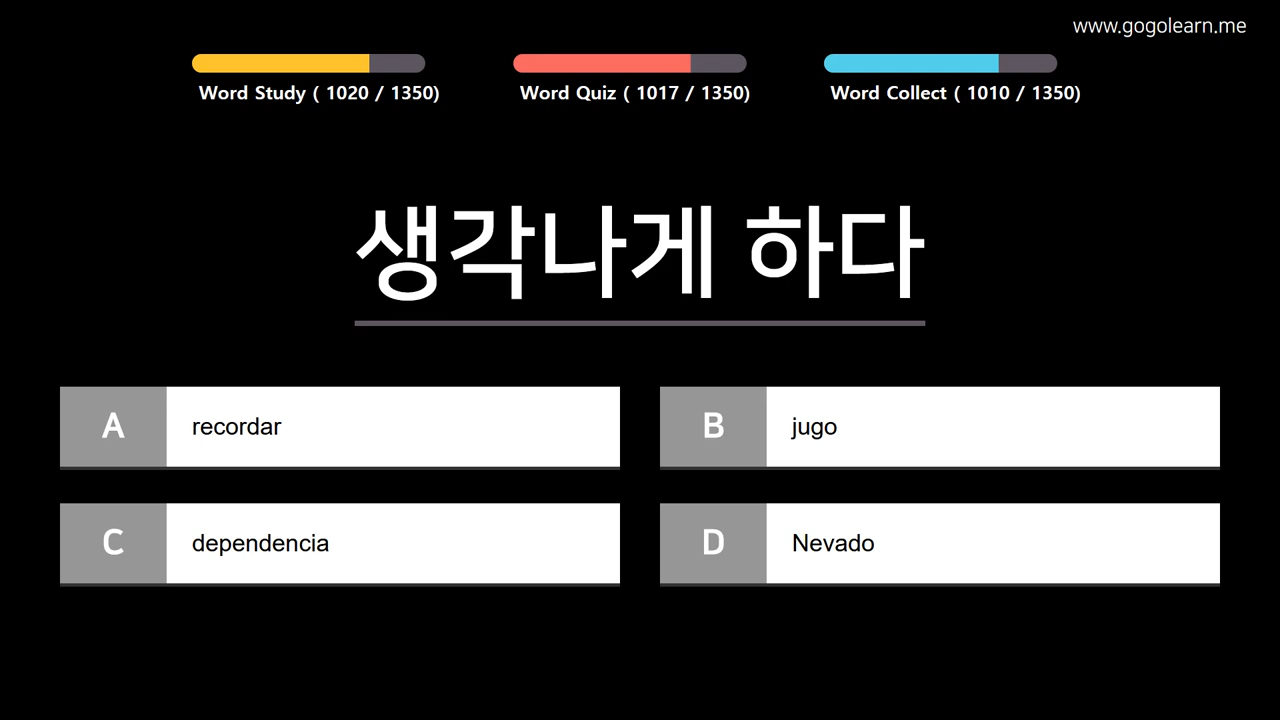 www.gogolearn.me
Word Study ( 1020 / 1350)
Word Quiz ( 1017 / 1350)
Word Collect ( 1010 / 1350)
생각나게 하다
A recordar
B jugo
C dependencia
D Nevado